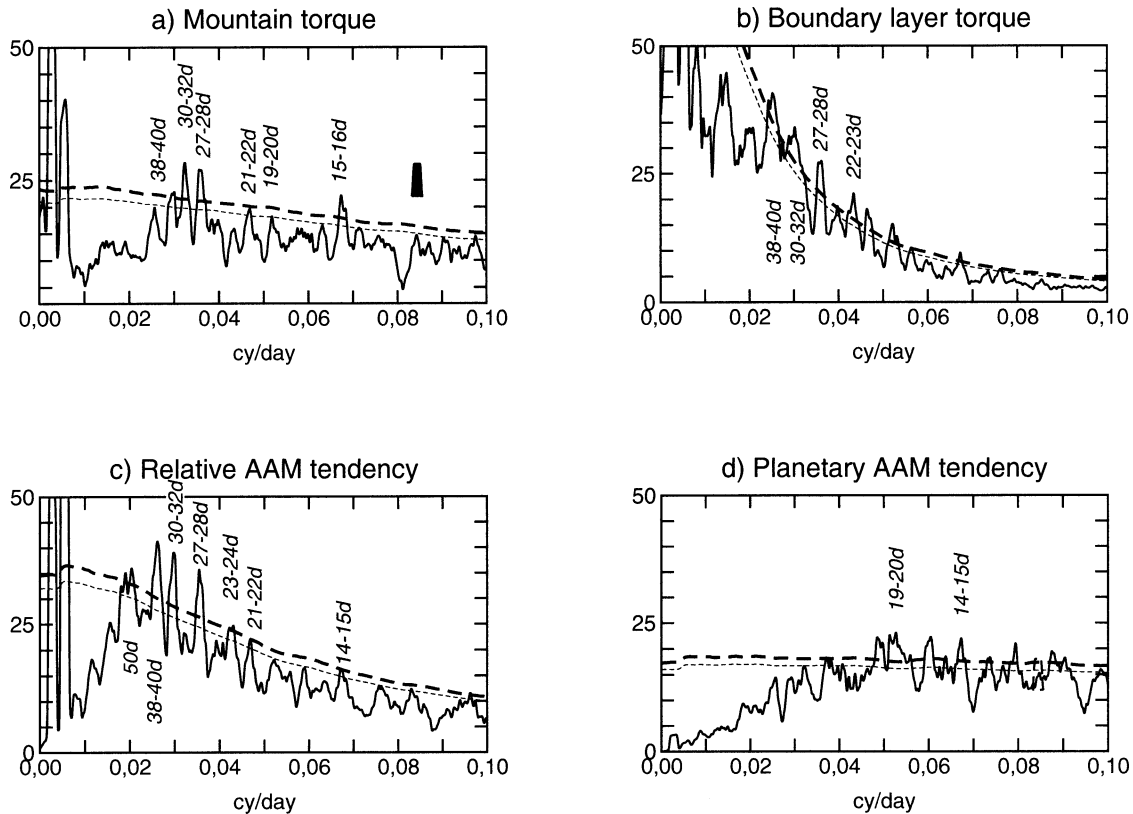 a) Mountain torque
50
25
0
38-40d
30-32d
27-28d
21-22d
19-20d
15-16d
0,00 0,02 0,04 0,06 0,08 0,10
cy/day
b) Boundary layer torque
50
25
0
38-40d
30-32d
27-28d
22-23d
0,00 0,02 0,04 0,06 0,08 0,10
cy/day
c) Relative AAM tendency
50
25
0
50d
38-40d
30-32d
27-28d
23-24d
21-22d
14-15d
0,00 0,02 0,04 0,06 0,08 0,10
cy/day
d) Planetary AAM tendency
50
25
0
19-20d
14-15d
0,00 0,02 0,04 0,06 0,08 0,10
cy/day